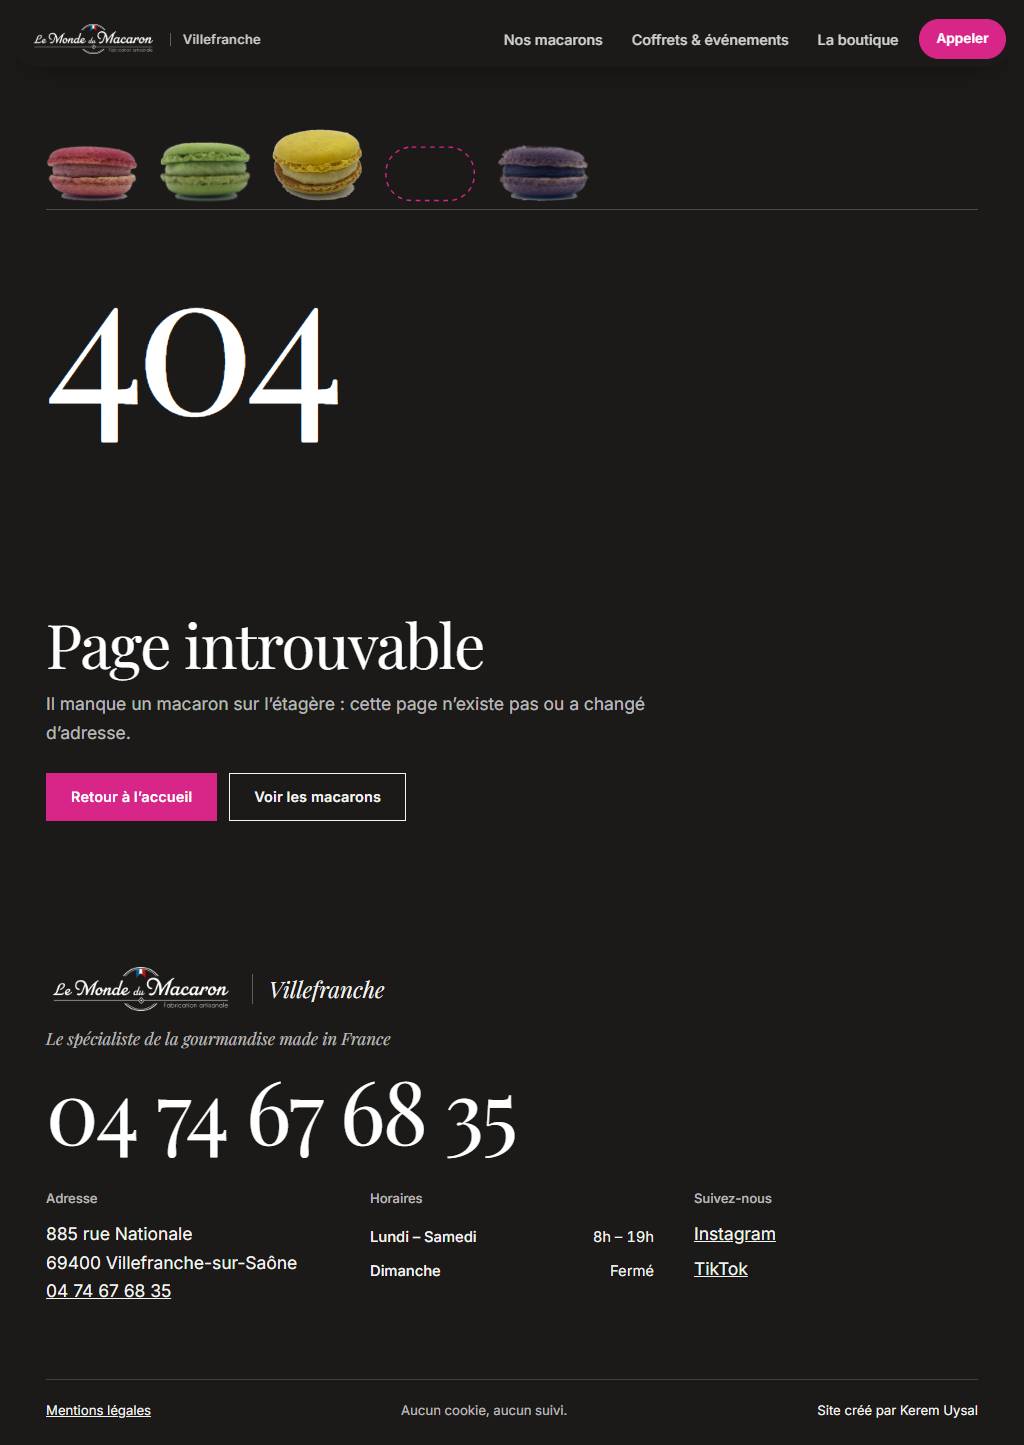 Le Monde du Macaron
Fabrication artisanale
Villefranche
Nos macarons
Coffrets & événements
La boutique
Appeler
404
Page introuvable
Il manque un macaron sur l’étagère : cette page n’existe pas ou a changé
d’adresse.
Retour à l’accueil
Voir les macarons
Le Monde du Macaron
Fabrication artisanale
Villefranche
Le spécialiste de la gourmandise made in France
04 74 67 68 35
Adresse
885 rue Nationale
69400 Villefranche-sur-Saône
04 74 67 68 35
Horaires
Lundi – Samedi 8h – 19h
Dimanche Fermé
Suivez-nous
Instagram
TikTok
Mentions légales
Aucun cookie, aucun suivi.
Site créé par Kerem Uysal